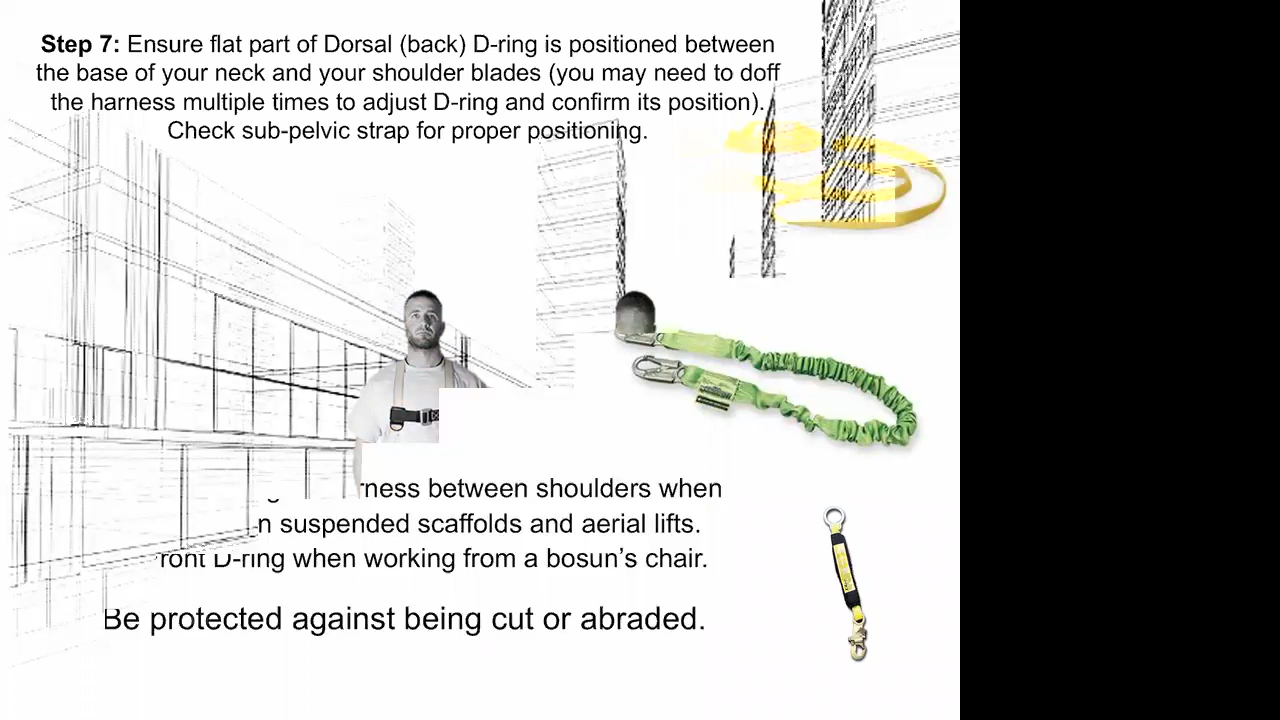 Step 7: Ensure flat part of Dorsal (back) D-ring is positioned between
the base of your neck and your shoulder blades (you may need to doff
the harness multiple times to adjust D-ring and confirm its position).
Check sub-pelvic strap for proper positioning.
between shoulders when
suspended scaffolds and aerial lifts.
D-ring when working from a bosun’s chair.
Be protected against being cut or abraded.